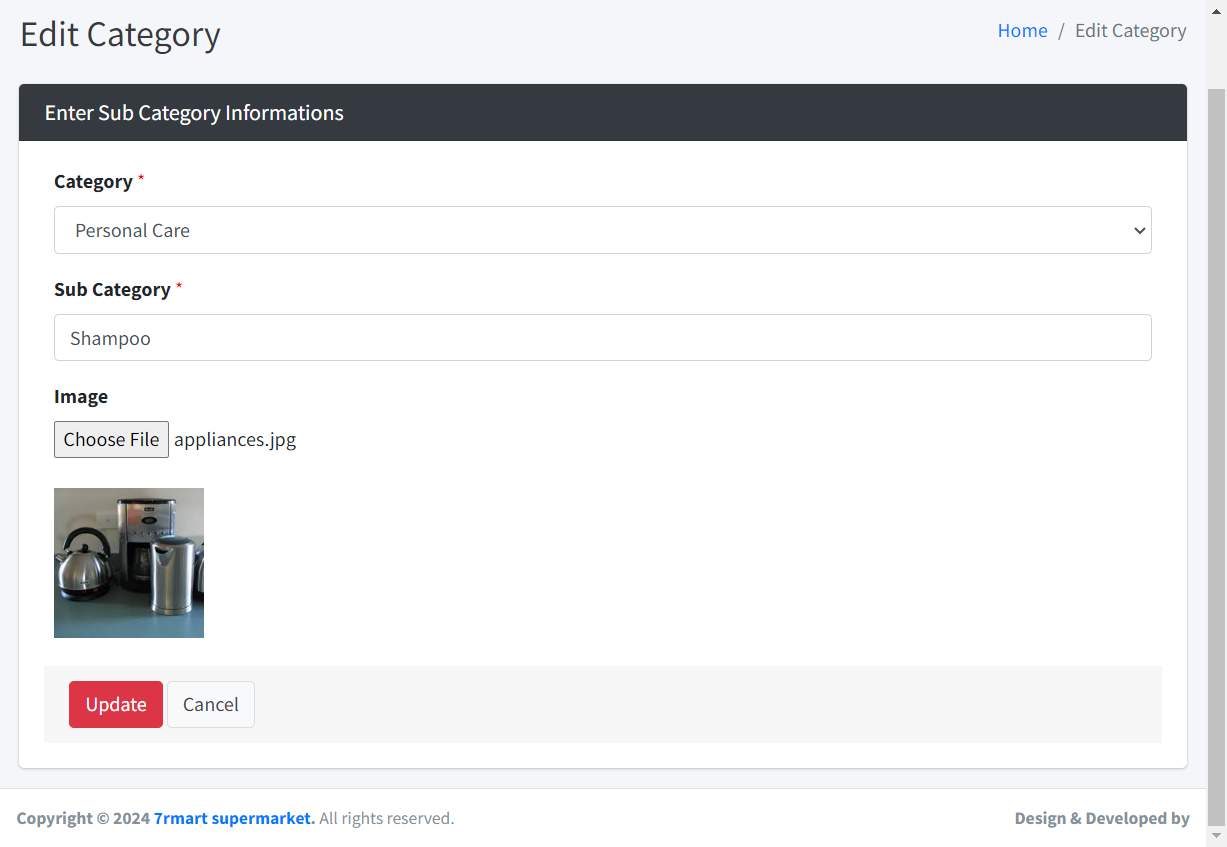 Edit Category
Home / Edit Category
Enter Sub Category Informations
Category *
Personal Care
Sub Category *
Shampoo
Image
Choose File appliances.jpg
Update Cancel
Copyright © 2024 7rmart supermarket. All rights reserved.
Design & Developed by